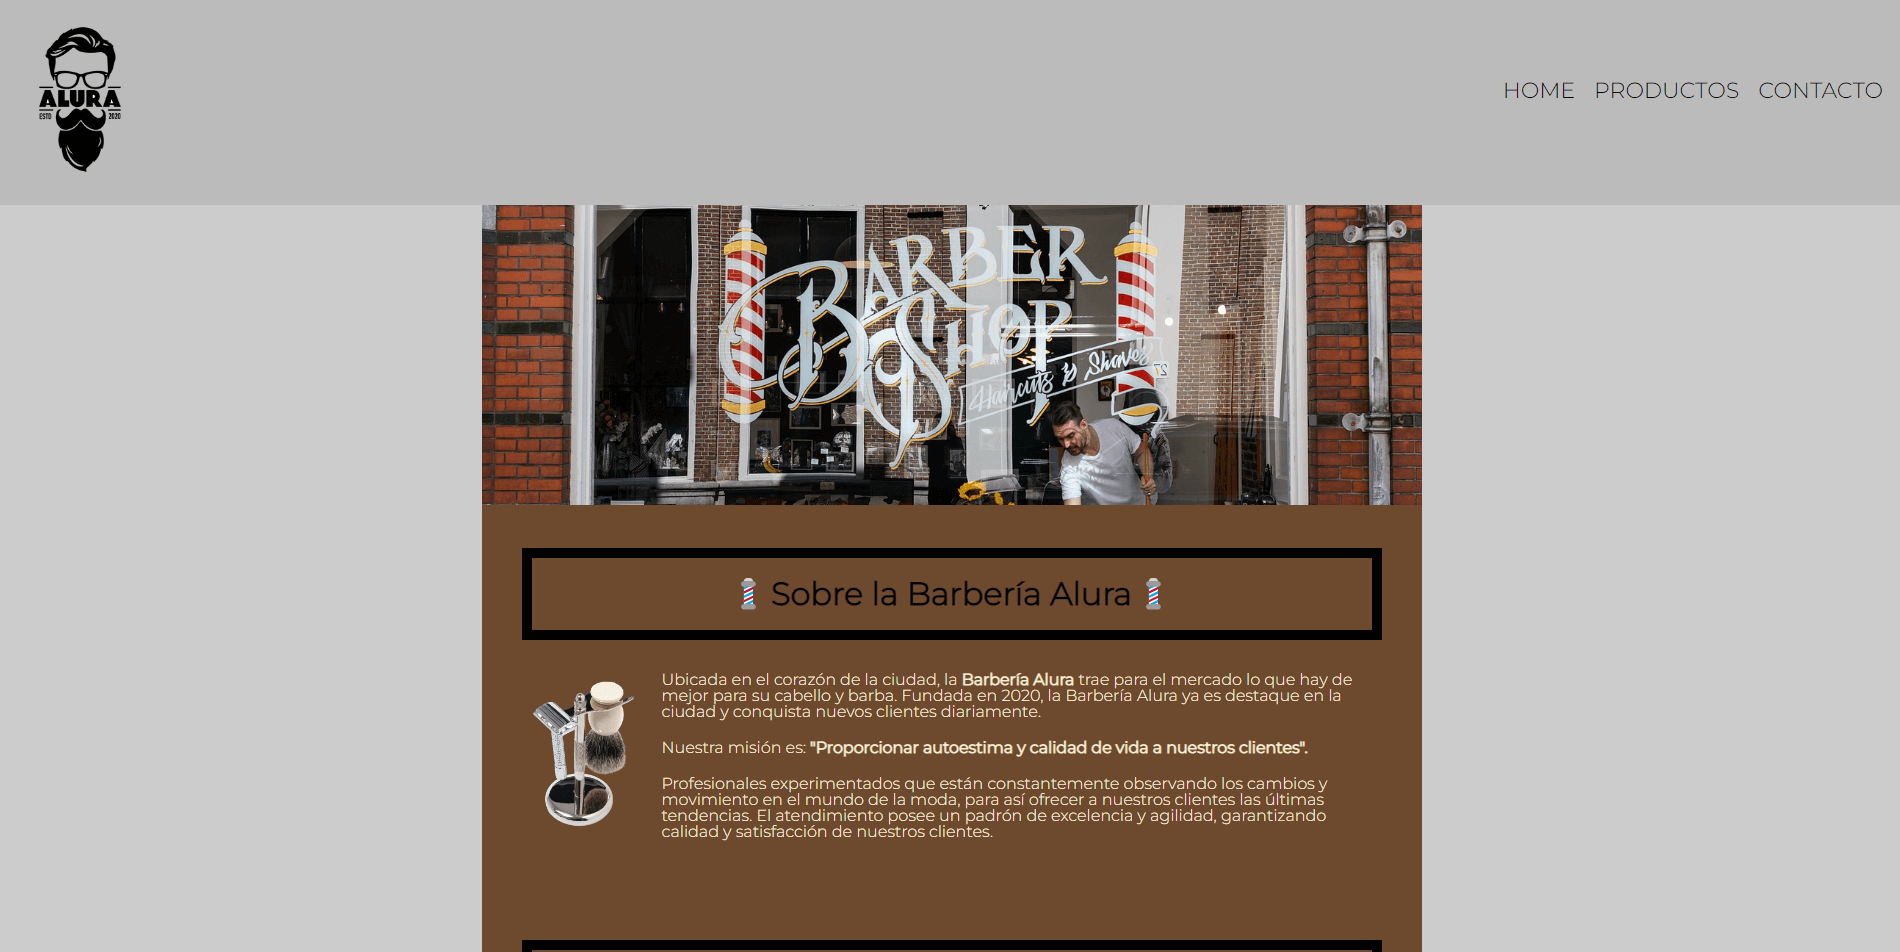 ALURA
ESTD 2020
HOME PRODUCTOS CONTACTO
BARBER
SHOP
Haircuts & Shaves
27
Sobre la Barbería Alura
Ubicada en el corazón de la ciudad, la Barbería Alura trae para el mercado lo que hay de
mejor para su cabello y barba. Fundada en 2020, la Barbería Alura ya es destaque en la
ciudad y conquista nuevos clientes diariamente.
Nuestra misión es: "Proporcionar autoestima y calidad de vida a nuestros clientes".
Profesionales experimentados que están constantemente observando los cambios y
movimiento en el mundo de la moda, para así ofrecer a nuestros clientes las últimas
tendencias. El atendimiento posee un padrón de excelencia y agilidad, garantizando
calidad y satisfacción de nuestros clientes.